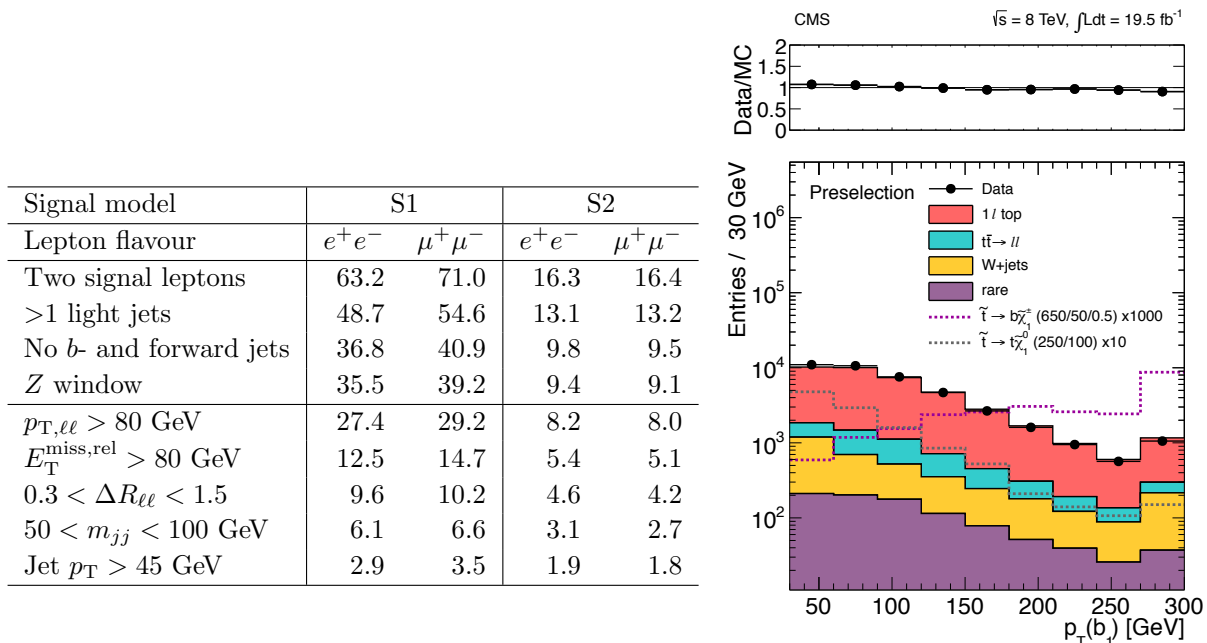 Signal model S1 S2
Lepton flavour e⁺e⁻ μ⁺μ⁻ e⁺e⁻ μ⁺μ⁻
Two signal leptons 63.2 71.0 16.3 16.4
>1 light jets 48.7 54.6 13.1 13.2
No b- and forward jets 36.8 40.9 9.8 9.5
Z window 35.5 39.2 9.4 9.1
p_{T,ℓℓ} > 80 GeV 27.4 29.2 8.2 8.0
E_T^{miss,rel} > 80 GeV 12.5 14.7 5.4 5.1
0.3 < ΔR_{ℓℓ} < 1.5 9.6 10.2 4.6 4.2
50 < m_{jj} < 100 GeV 6.1 6.6 3.1 2.7
Jet p_T > 45 GeV 2.9 3.5 1.9 1.8
CMS √s = 8 TeV, ∫Ldt = 19.5 fb⁻¹
Data/MC
2
1.5
1
0.5
0
Entries / 30 GeV
Preselection
Data
1 l top
tt̄→ ll
W+jets
rare
t̃ → bχ̃₁^± (650/50/0.5) x1000
t̃ → tχ̃₁⁰ (250/100) x10
10⁶
10⁵
10⁴
10³
10²
50 100 150 200 250 300
p_T(b₁) [GeV]